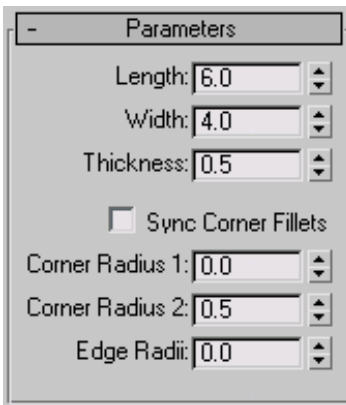 - Parameters
Length: 6.0
Width: 4.0
Thickness: 0.5
Sync Corner Fillets
Corner Radius 1: 0.0
Corner Radius 2: 0.5
Edge Radii: 0.0